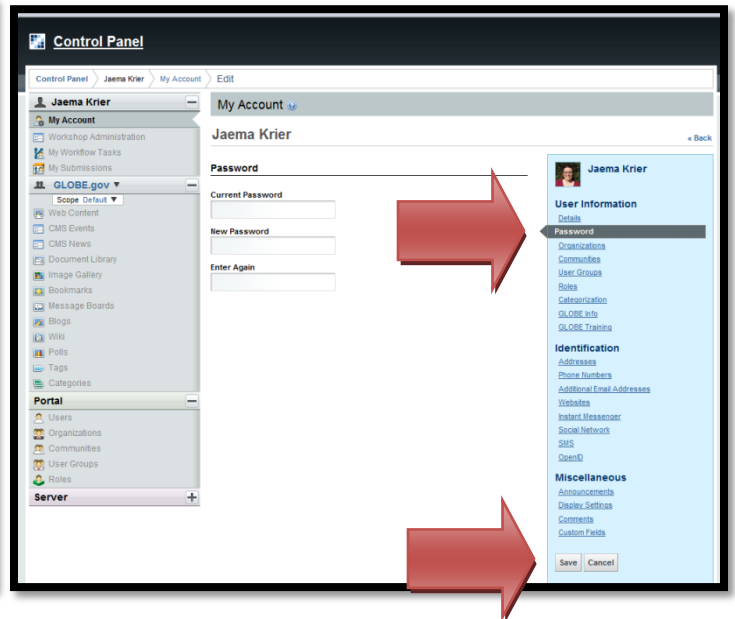 Control Panel
Control Panel Jaema Krier My Account Edit
Jaema Krier
My Account
Workshop Administration
My Workflow Tasks
My Submissions
GLOBE.gov ▼
Scope Default ▼
Web Content
CMS Events
CMS News
Document Library
Image Gallery
Bookmarks
Message Boards
Blogs
Wiki
Polls
Tags
Categories
Portal
Users
Organizations
Communities
User Groups
Roles
Server
My Account
Jaema Krier
« Back
Password
Current Password
New Password
Enter Again
Jaema Krier
User Information
Details
Password
Organizations
Communities
User Groups
Roles
Categorization
GLOBE Info
GLOBE Training
Identification
Addresses
Phone Numbers
Additional Email Addresses
Websites
Instant Messenger
Social Network
SMS
OpenID
Miscellaneous
Announcements
Display Settings
Comments
Custom Fields
Save Cancel